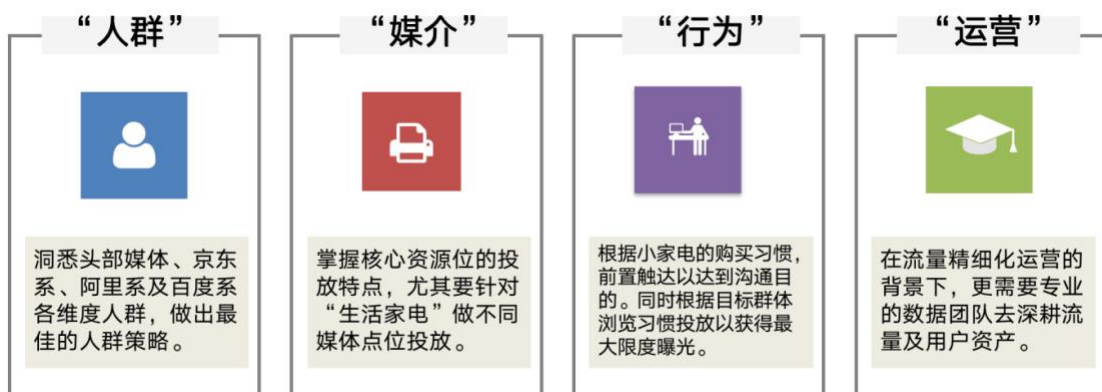 “人群”
洞悉头部媒体、京东
系、阿里系及百度系
各维度人群，做出最
佳的人群策略。
“媒介”
掌握核心资源位的投
放特点，尤其要针对
“生活家电”做不同
媒体点位投放。
“行为”
根据小家电的购买习惯，
前置触达以达到沟通目
的。同时根据目标群体
浏览习惯投放以获得最
大限度曝光。
“运营”
在流量精细化运营的
背景下，更需要专业
的数据团队去深耕流
量及用户资产。